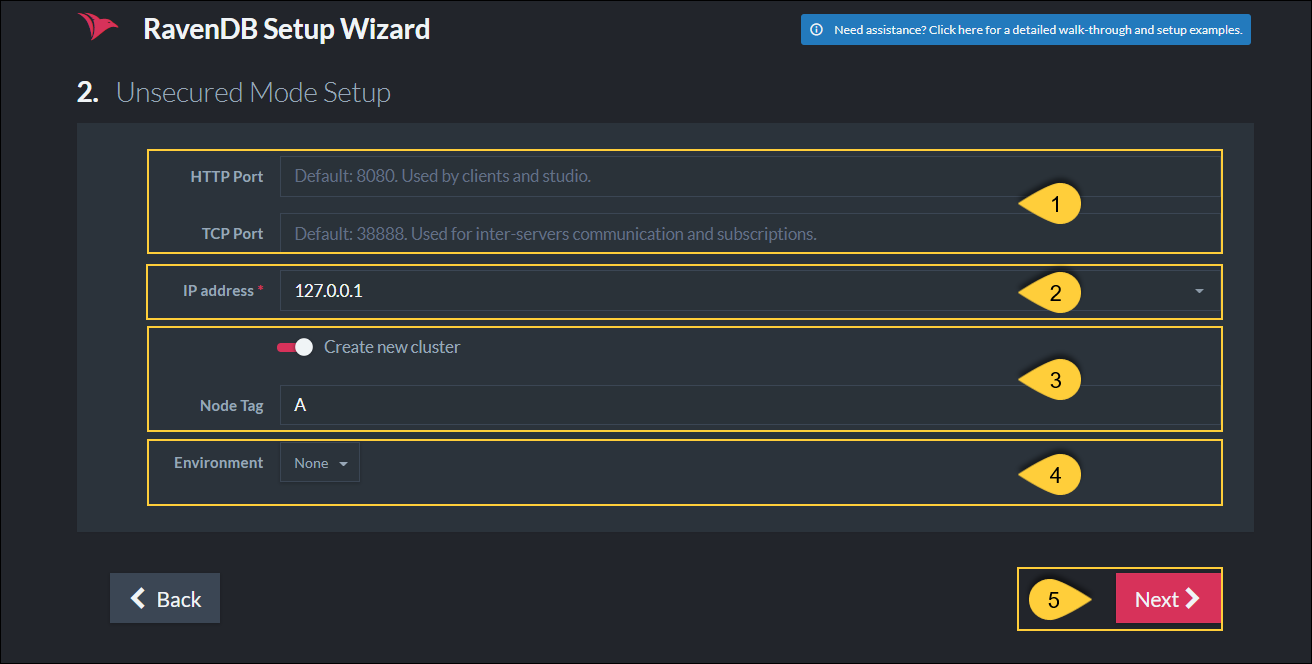 RavenDB Setup Wizard
Need assistance? Click here for a detailed walk-through and setup examples.
2. Unsecured Mode Setup
HTTP Port Default: 8080. Used by clients and studio.
1
TCP Port Default: 38888. Used for inter-servers communication and subscriptions.
IP address * 127.0.0.1
2
Create new cluster
3
Node Tag A
Environment None
4
Back
5
Next